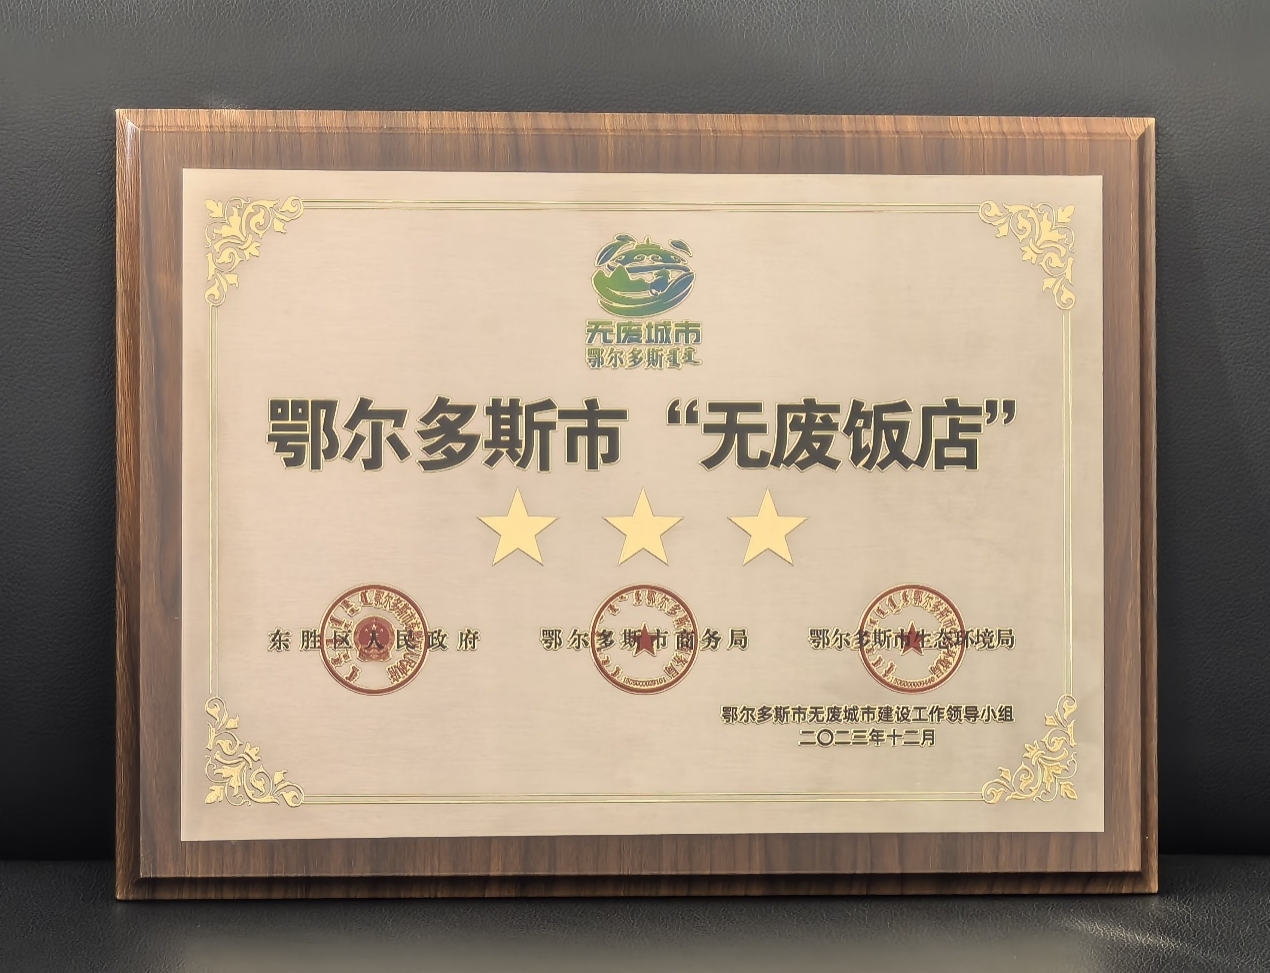 无废城市
鄂尔多斯
鄂尔多斯市“无废饭店”
东胜区人民政府
鄂尔多斯市商务局
鄂尔多斯市生态环境局
鄂尔多斯市无废城市建设工作领导小组
二〇二三年十二月